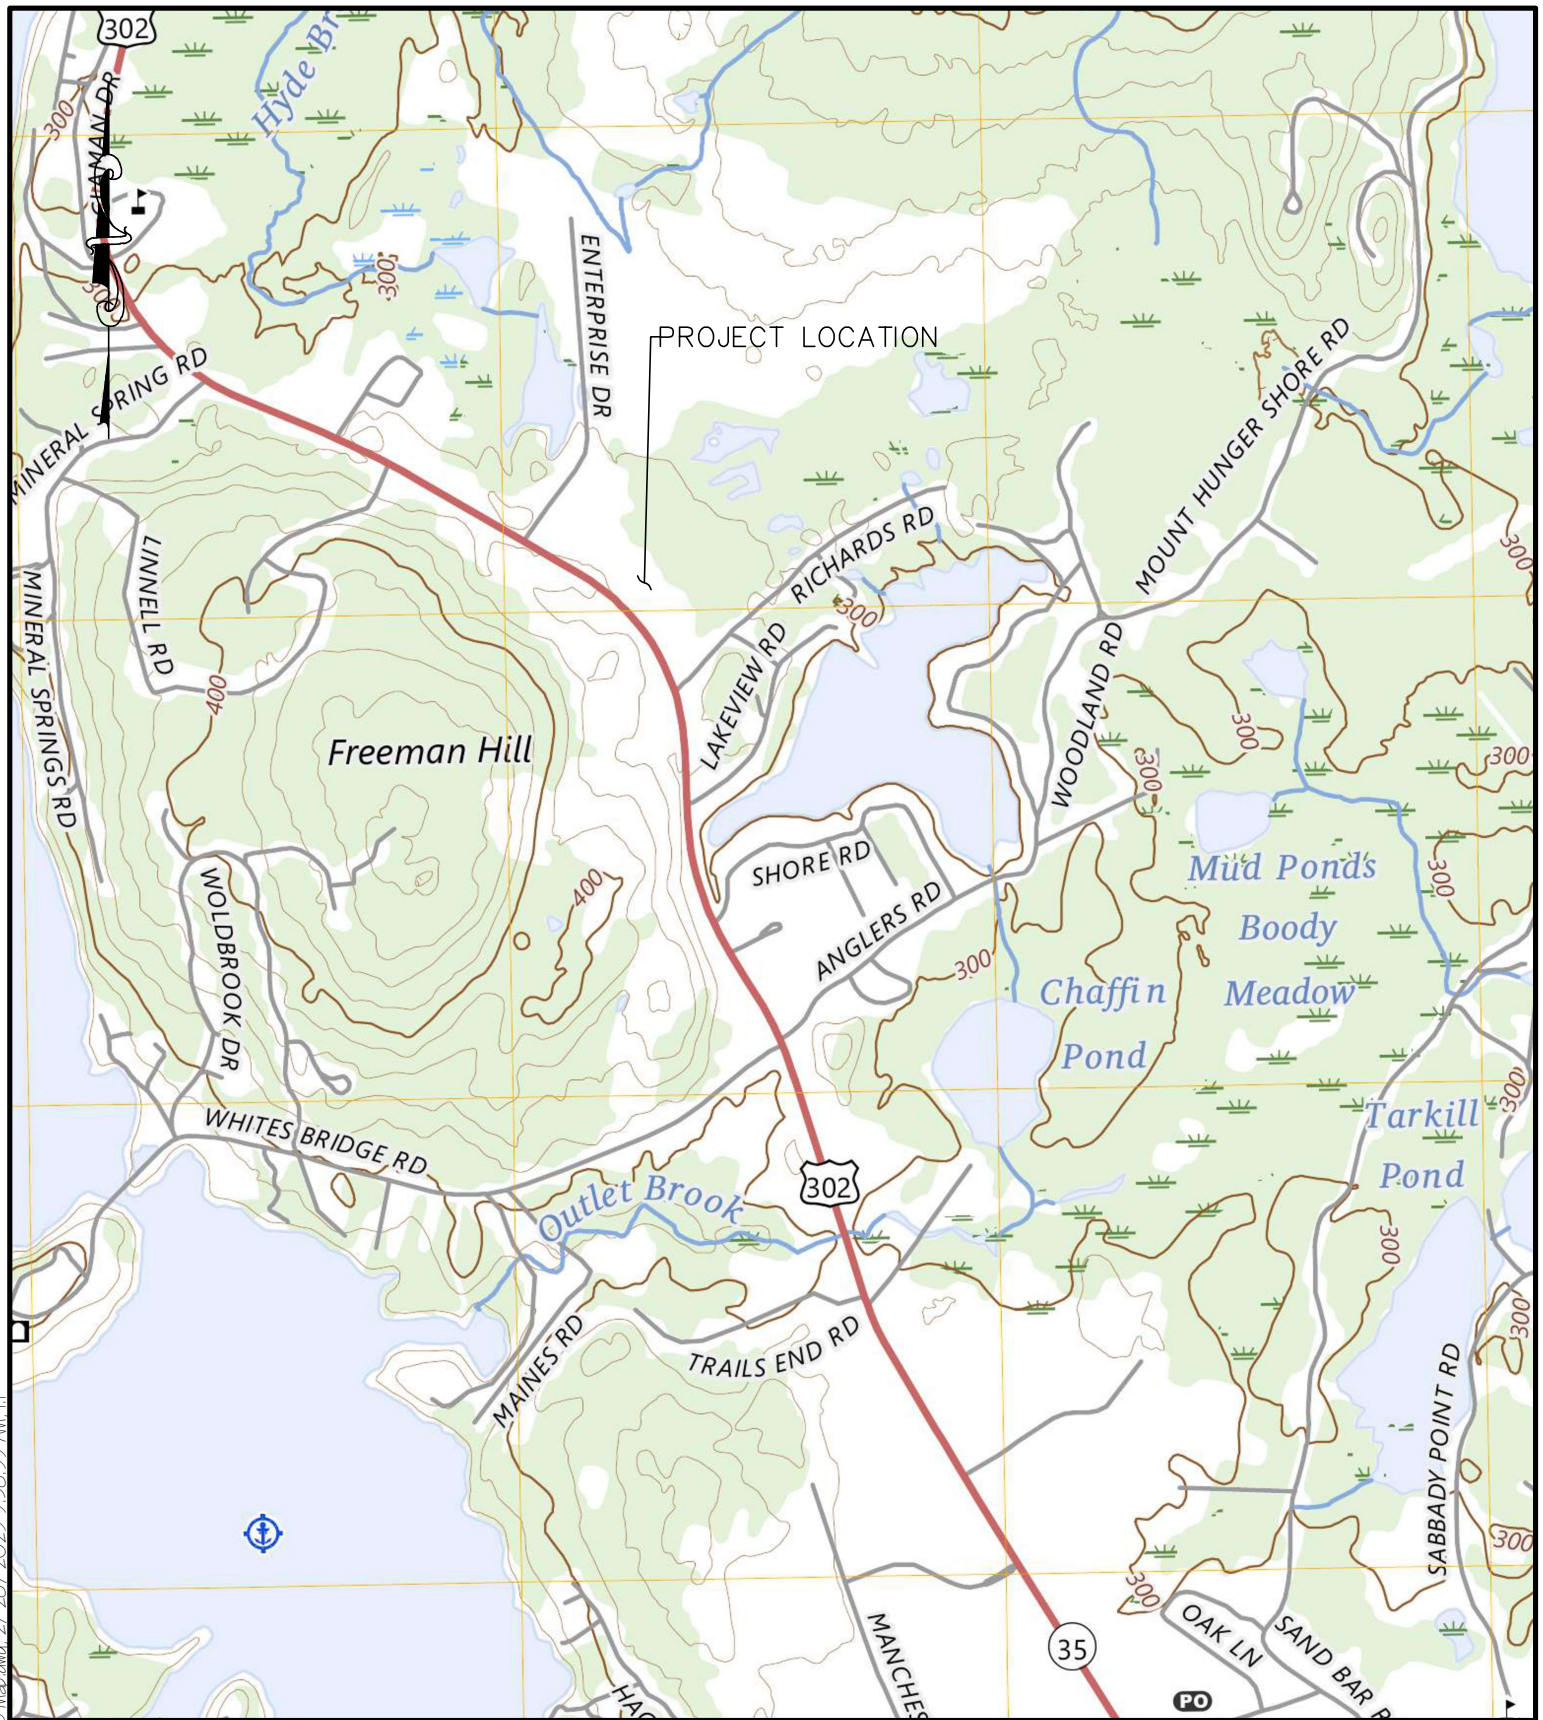 302
Hyde Br
300
300
300
ENTERPRISE DR
PROJECT LOCATION
MINERAL SPRING RD
MOUNT HUNGER SHORE RD
RICHARDS RD
300
300
LINNELL RD
MINERAL SPRINGS RD
LAKEVIEW RD
WOODLAND RD
400
300
300
300
Freeman Hill
SHORE RD
Mud Ponds
300
400
WOLDBROOK DR
ANGLERS RD
Boody
300
Chaffin
Meadow
Pond
300
Tarkill
WHITES BRIDGE RD
302
Pond
Outlet Brook
300
300
MAINES RD
TRAILS END RD
SABBADY POINT RD
300
300
OAK LN
SAND BAR R
MANCHES
35
HAC
PO